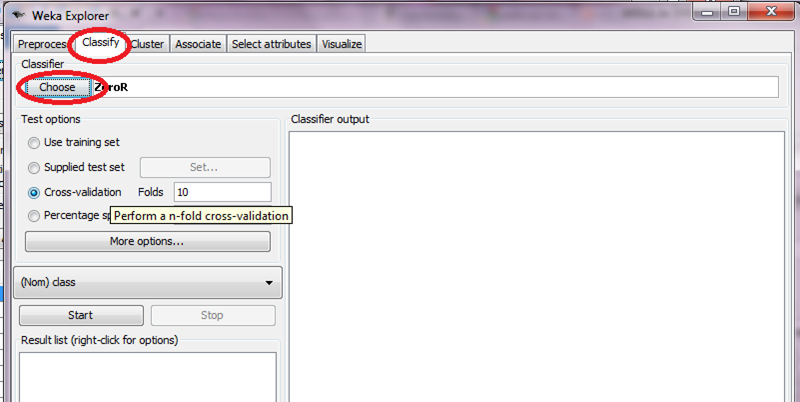 Weka Explorer
Preprocess Classify Cluster Associate Select attributes Visualize
Classifier
Choose ZeroR
Test options
Use training set
Supplied test set Set...
Cross-validation Folds 10
Percentage sp
Perform a n-fold cross-validation
More options...
(Nom) class
Start Stop
Result list (right-click for options)
Classifier output